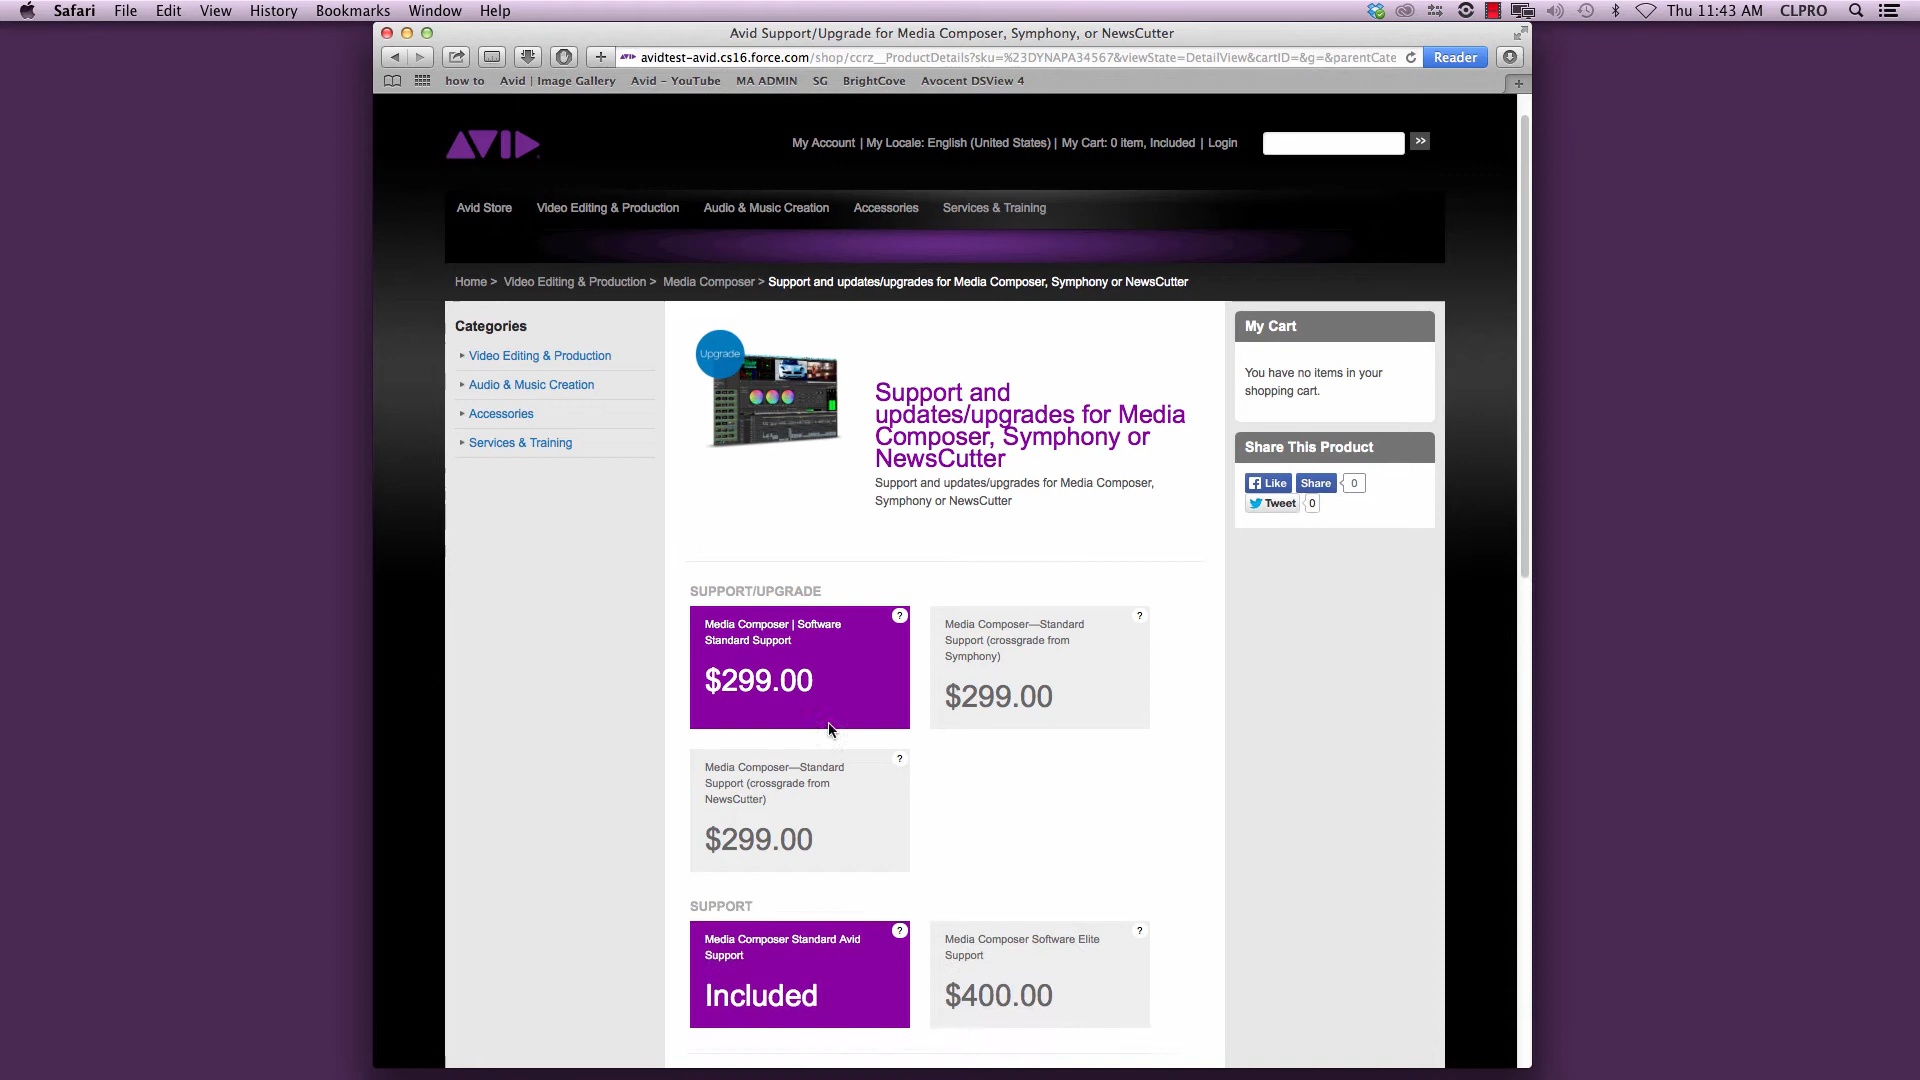 Safari File Edit View History Bookmarks Window Help Thu 11:43 AM CLPRO
Avid Support/Upgrade for Media Composer, Symphony, or NewsCutter
avidtest-avid.cs16.force.com/shop/ccrz__ProductDetails?sku=%23DYNAPA34567&viewState=DetailView&cartID=&g=&parentCate Reader
how to Avid | Image Gallery Avid – YouTube MA ADMIN SG BrightCove Avocent DSView 4
AVID
My Account | My Locale: English (United States) | My Cart: 0 item, Included | Login >>
Avid Store Video Editing & Production Audio & Music Creation Accessories Services & Training
Home > Video Editing & Production > Media Composer > Support and updates/upgrades for Media Composer, Symphony or NewsCutter
Categories
Video Editing & Production
Audio & Music Creation
Accessories
Services & Training
Upgrade
Support and
updates/upgrades for Media
Composer, Symphony or
NewsCutter
Support and updates/upgrades for Media Composer,
Symphony or NewsCutter
My Cart
You have no items in your
shopping cart.
Share This Product
Like Share 0
Tweet 0
SUPPORT/UPGRADE
Media Composer | Software
Standard Support
?
$299.00
Media Composer—Standard
Support (crossgrade from
Symphony)
?
$299.00
Media Composer—Standard
Support (crossgrade from
NewsCutter)
?
$299.00
SUPPORT
Media Composer Standard Avid
Support
?
Included
Media Composer Software Elite
Support
?
$400.00